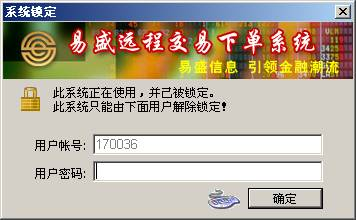 系统锁定
易盛远程交易下单系统
易盛信息 引领金融潮流
此系统正在使用，并已被锁定。
此系统只能由下面用户解除锁定！
用户帐号: 170036
用户密码:
确定